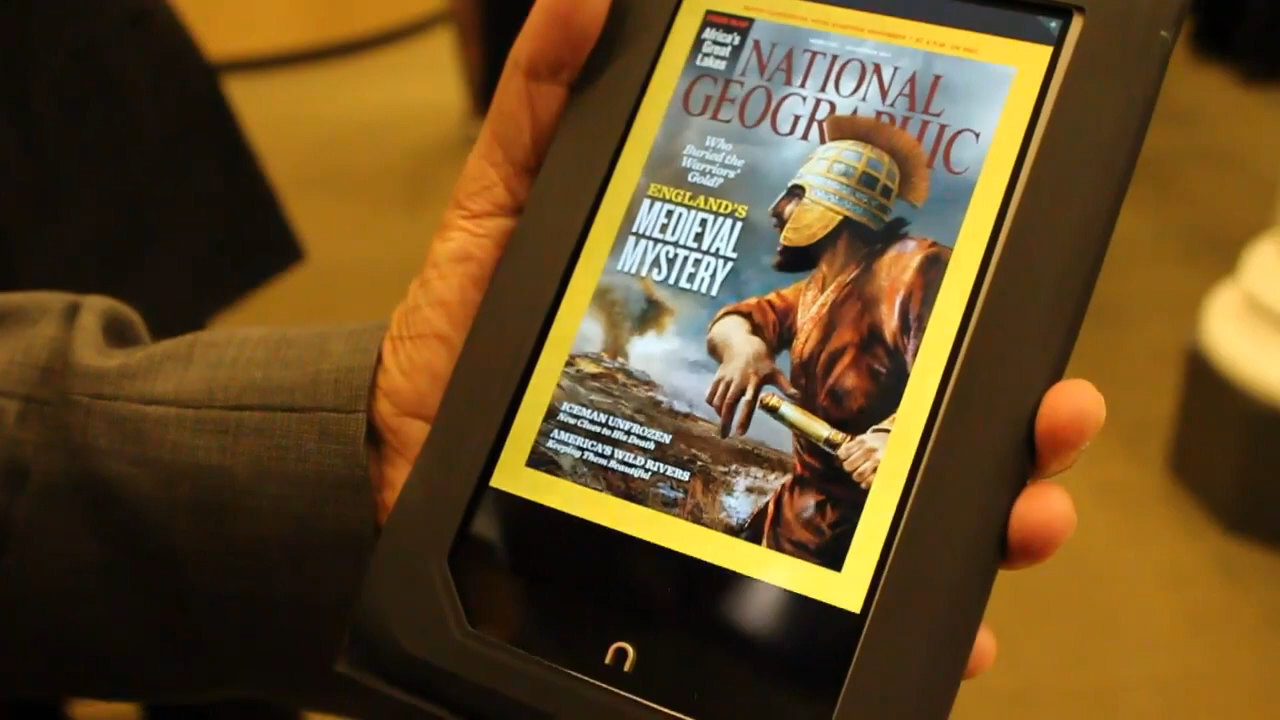 Africa's
Great
Lakes
NATIONAL
GEOGRAPHIC
Who
Buried the
Warriors'
Gold?
ENGLAND'S
MEDIEVAL
MYSTERY
ICEMAN UNFROZEN
New Clues to His Death
AMERICA'S WILD RIVERS
Keeping Them Beautiful
n